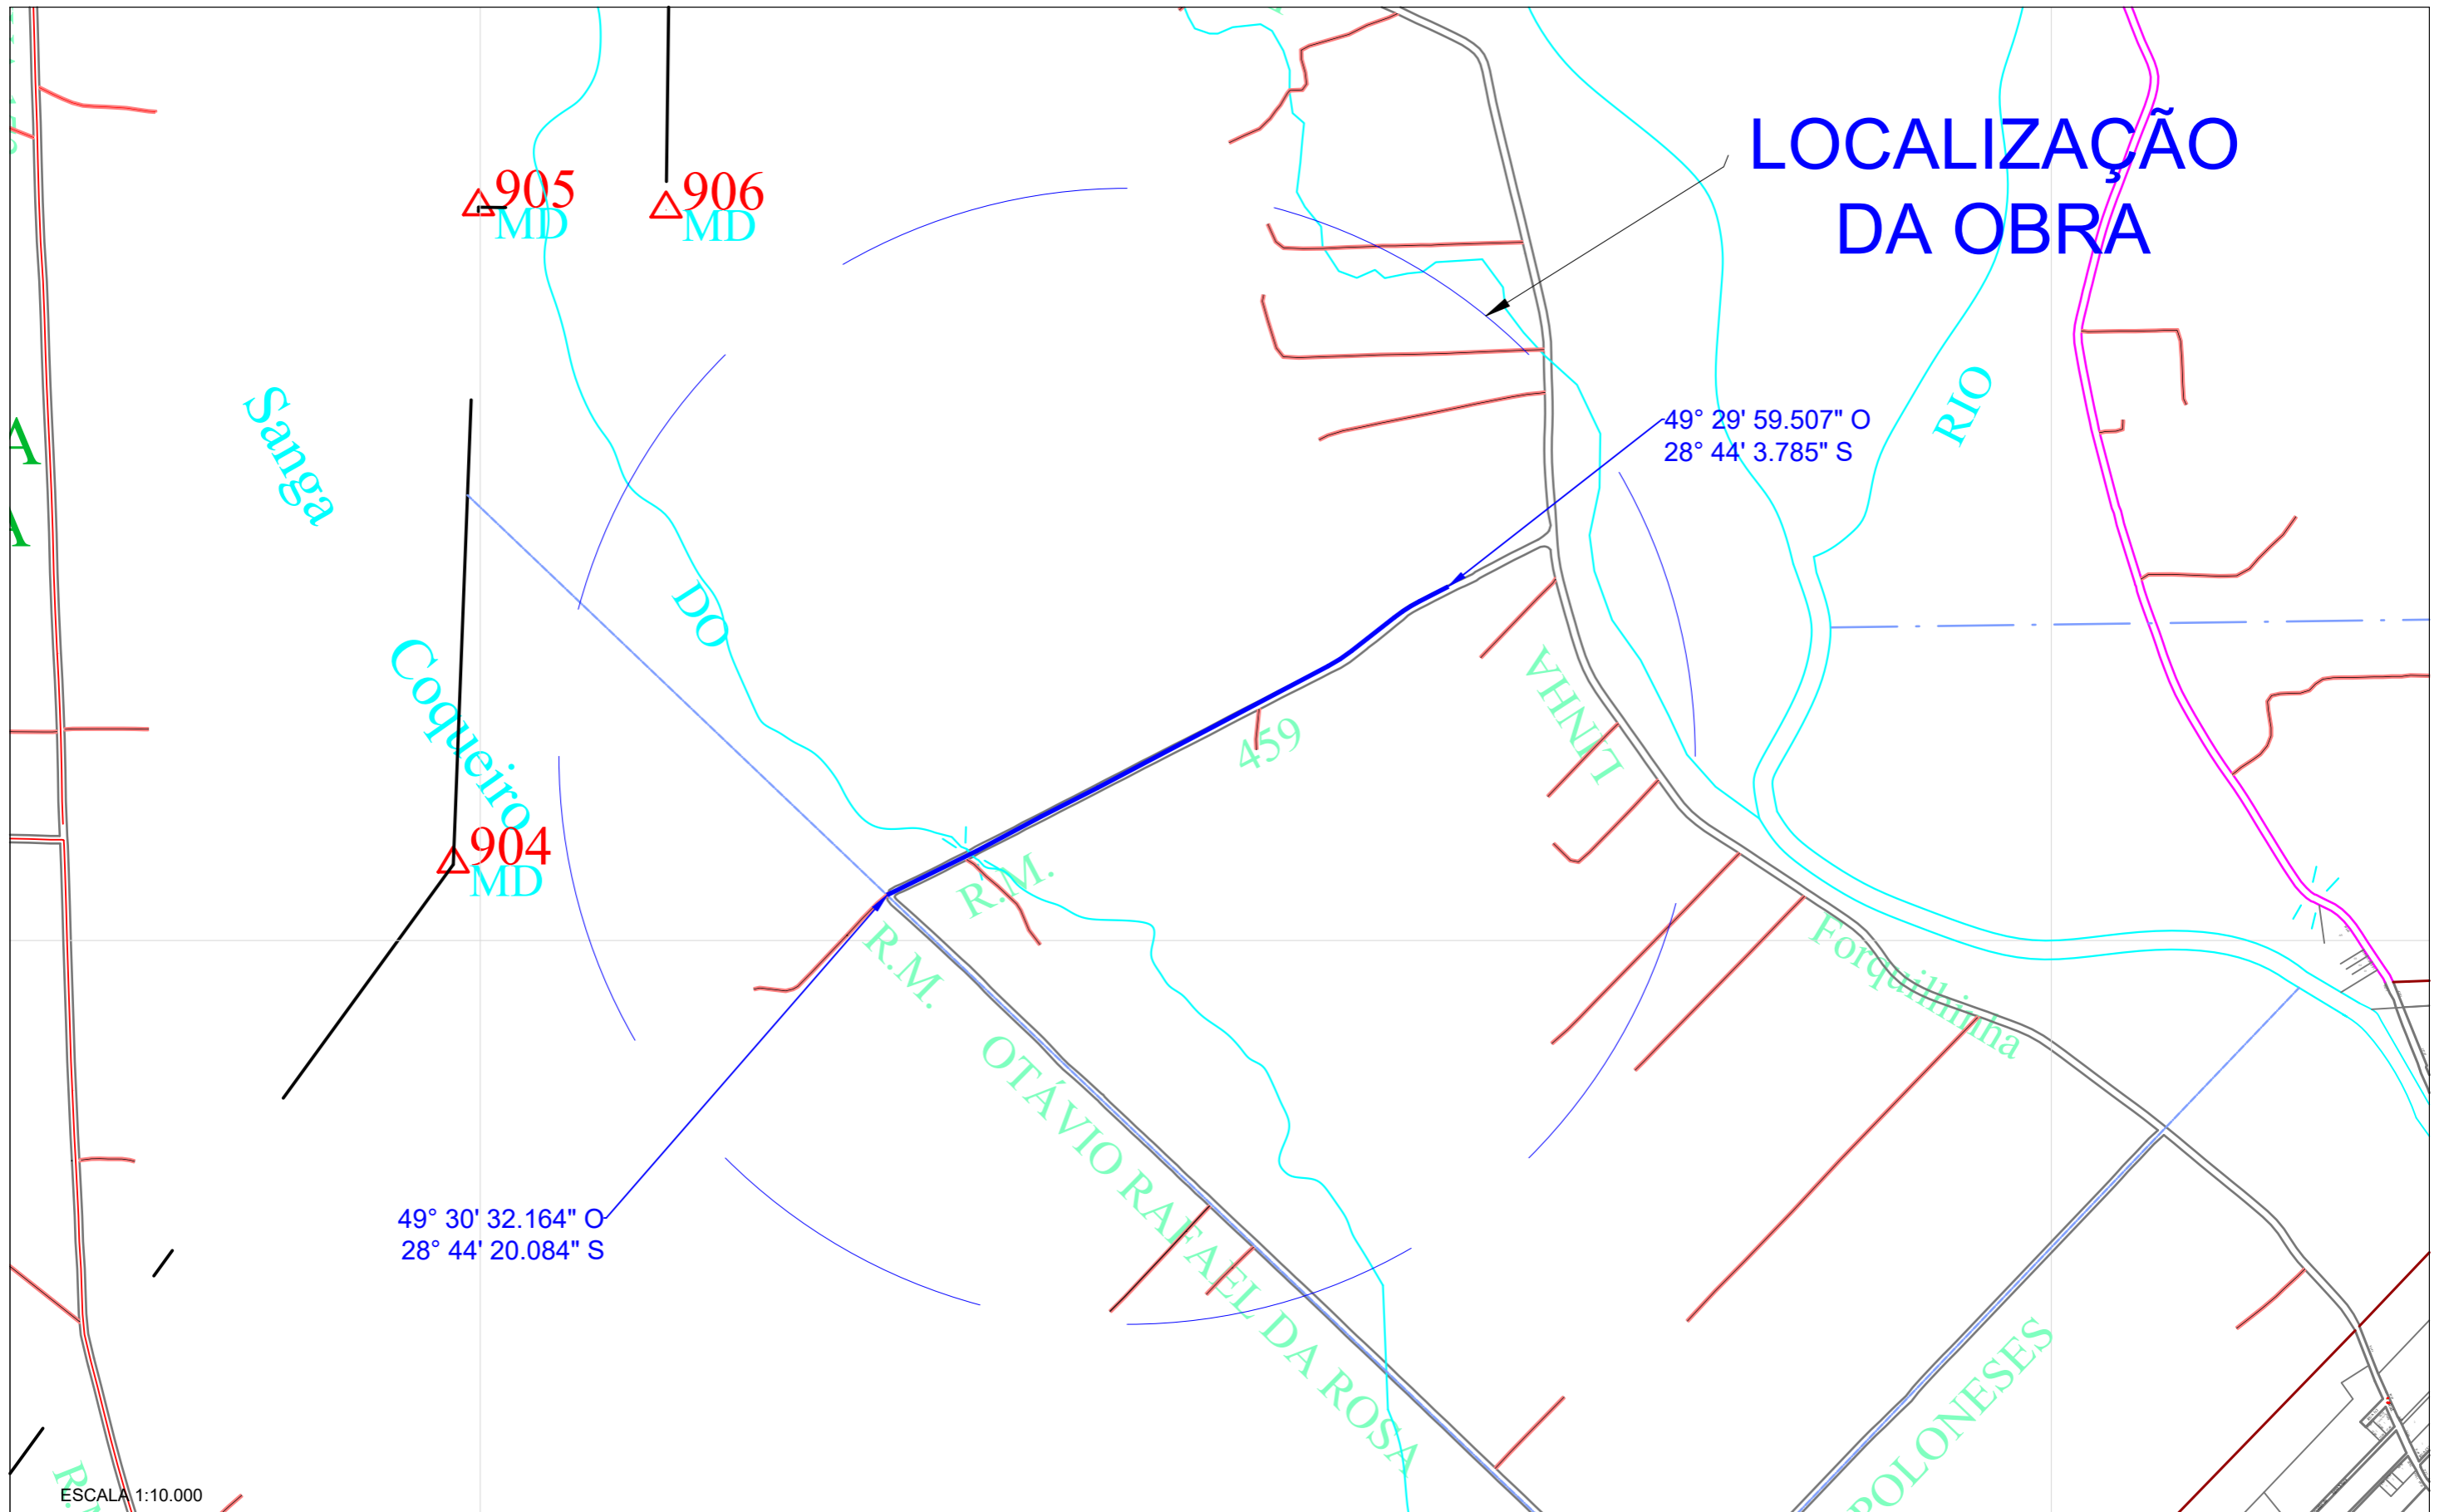 LOCALIZAÇÃO
DA OBRA
905
MD
906
MD
49° 29' 59.507" O
28° 44' 3.785" S
RIO
Sanga
DO
Coqueiro
A
A
904
MD
459
LINHA
R.M.
R.M.
OTÁVIO RAFAEL DA ROSA
Forquilhinha
49° 30' 32.164" O
28° 44' 20.084" S
POLONESES
ESCALA 1:10.000